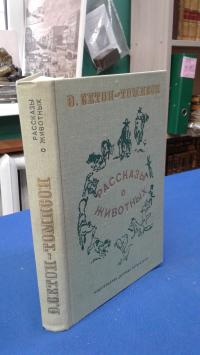 Э. СЕТОН-ТОМПСОН
РАССКАЗЫ
О
ЖИВОТНЫХ
РАССКАЗЫ
О ЖИВОТНЫХ
Э. СЕТОН-ТОМПСОН